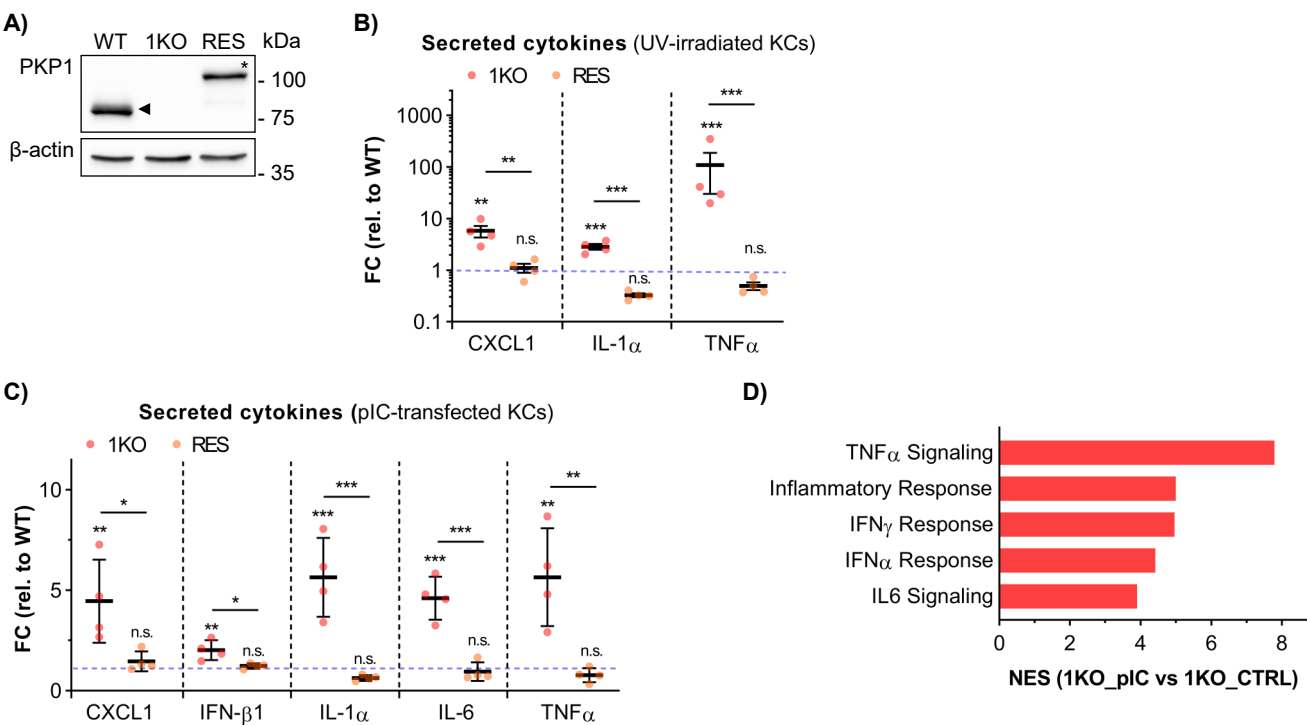 A)
WT 1KO RES kDa
PKP1
*
- 100
- 75
β-actin
- 35
B)
Secreted cytokines (UV-irradiated KCs)
1KO RES
FC (rel. to WT)
1000
100
10
1
0.1
** ** n.s.
*** *** n.s.
*** *** n.s.
CXCL1 IL-1α TNFα
C)
Secreted cytokines (pIC-transfected KCs)
1KO RES
FC (rel. to WT)
10
5
0
* ** n.s.
* ** n.s.
*** *** n.s.
*** *** n.s.
** ** n.s.
CXCL1 IFN-β1 IL-1α IL-6 TNFα
D)
TNFα Signaling
Inflammatory Response
IFNγ Response
IFNα Response
IL6 Signaling
0 2 4 6 8
NES (1KO_pIC vs 1KO_CTRL)